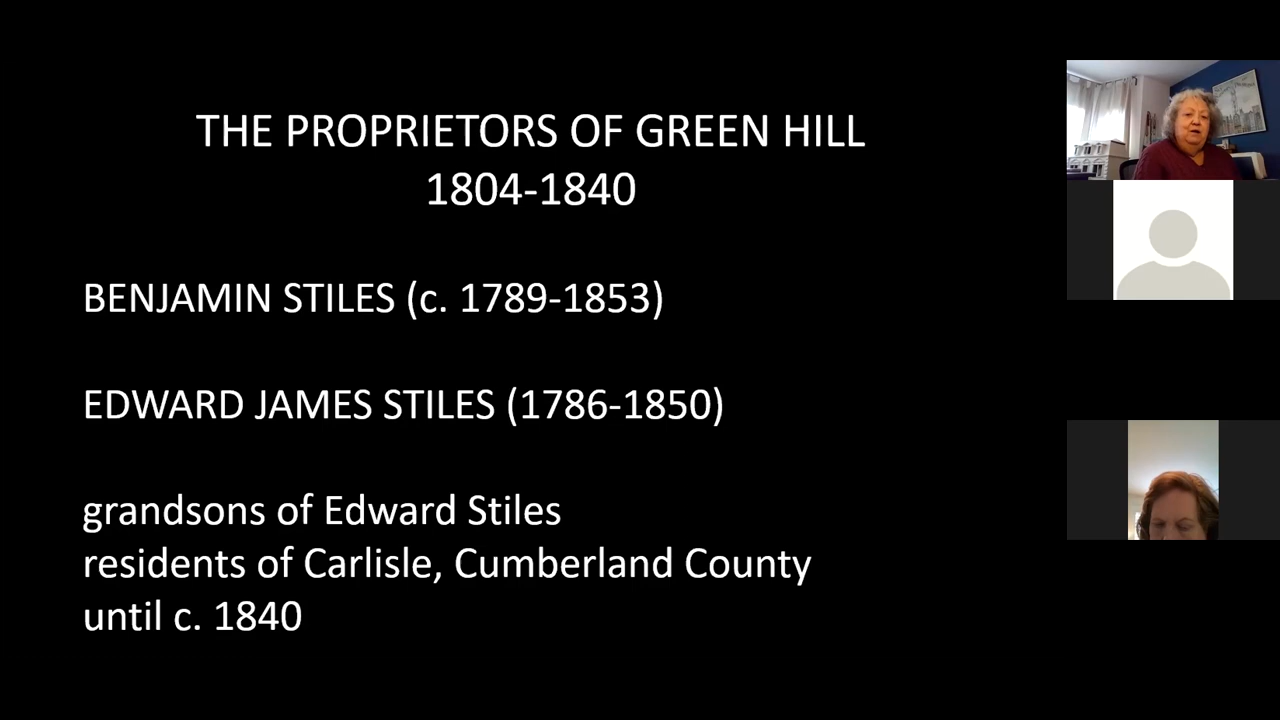 THE PROPRIETORS OF GREEN HILL
1804-1840
BENJAMIN STILES (c. 1789-1853)
EDWARD JAMES STILES (1786-1850)
grandsons of Edward Stiles
residents of Carlisle, Cumberland County
until c. 1840